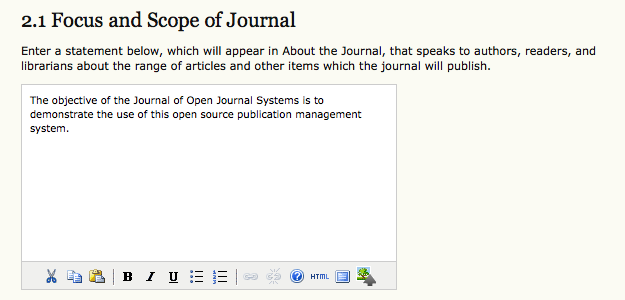 2.1 Focus and Scope of Journal
Enter a statement below, which will appear in About the Journal, that speaks to authors, readers, and
librarians about the range of articles and other items which the journal will publish.
The objective of the Journal of Open Journal Systems is to
demonstrate the use of this open source publication management
system.
B I U HTML